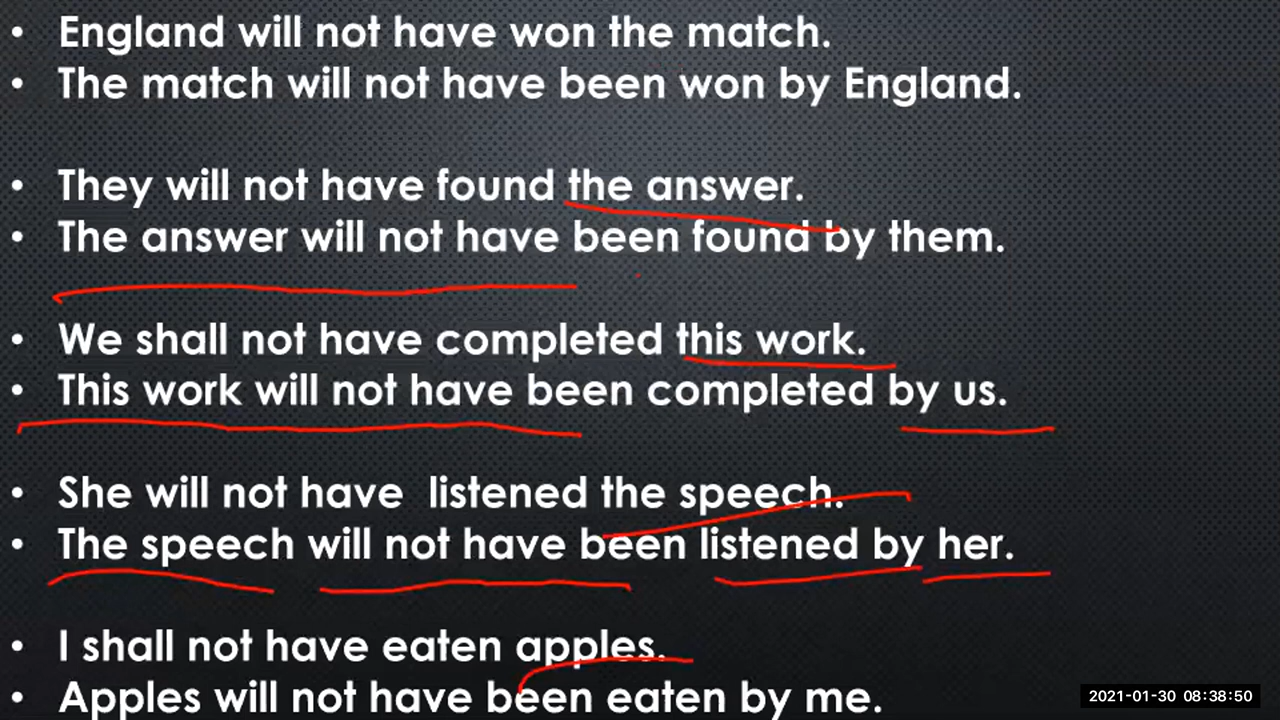 • England will not have won the match.
• The match will not have been won by England.
• They will not have found the answer.
• The answer will not have been found by them.
• We shall not have completed this work.
• This work will not have been completed by us.
• She will not have  listened the speech.
• The speech will not have been listened by her.
• I shall not have eaten apples.
• Apples will not have been eaten by me.
2021-01-30 08:38:50